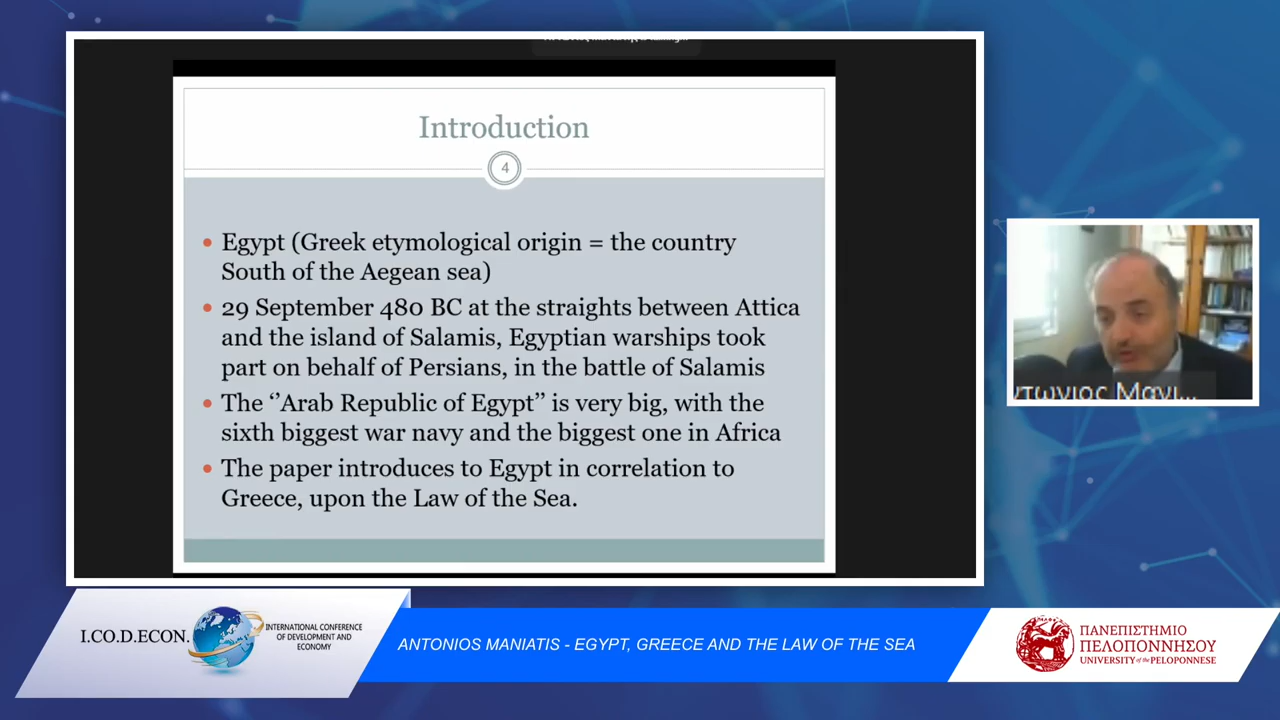 Introduction
4
• Egypt (Greek etymological origin = the country
South of the Aegean sea)
• 29 September 480 BC at the straights between Attica
and the island of Salamis, Egyptian warships took
part on behalf of Persians, in the battle of Salamis
• The ‘’Arab Republic of Egypt’’ is very big, with the
sixth biggest war navy and the biggest one in Africa
• The paper introduces to Egypt in correlation to
Greece, upon the Law of the Sea.
ντώνιος Μανι...
I.CO.D.ECON.
INTERNATIONAL CONFERENCE
OF DEVELOPMENT AND
ECONOMY
ANTONIOS MANIATIS - EGYPT, GREECE AND THE LAW OF THE SEA
ΠΑΝΕΠΙΣΤΗΜΙΟ
ΠΕΛΟΠΟΝΝΗΣΟΥ
UNIVERSITY of the PELOPONNESE